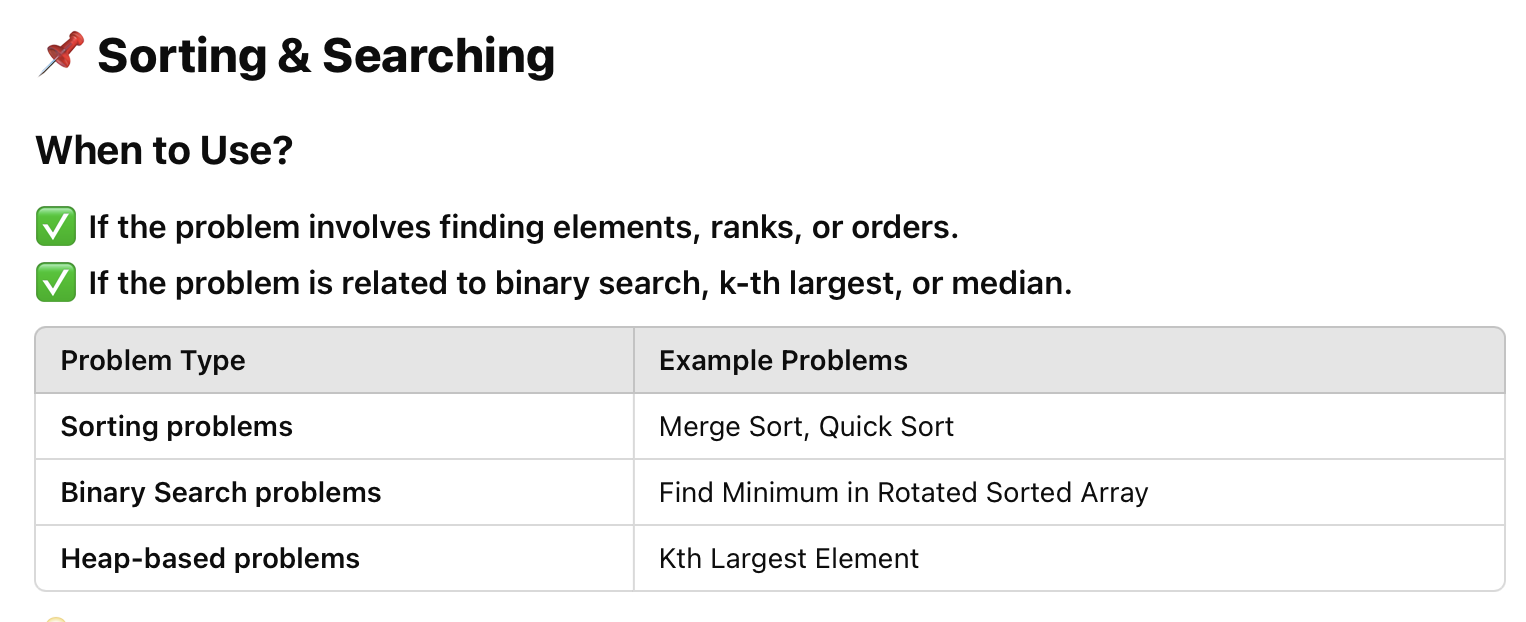 📌 Sorting & Searching
When to Use?
✅ If the problem involves finding elements, ranks, or orders.
✅ If the problem is related to binary search, k-th largest, or median.
Problem Type Example Problems
Sorting problems Merge Sort, Quick Sort
Binary Search problems Find Minimum in Rotated Sorted Array
Heap-based problems Kth Largest Element